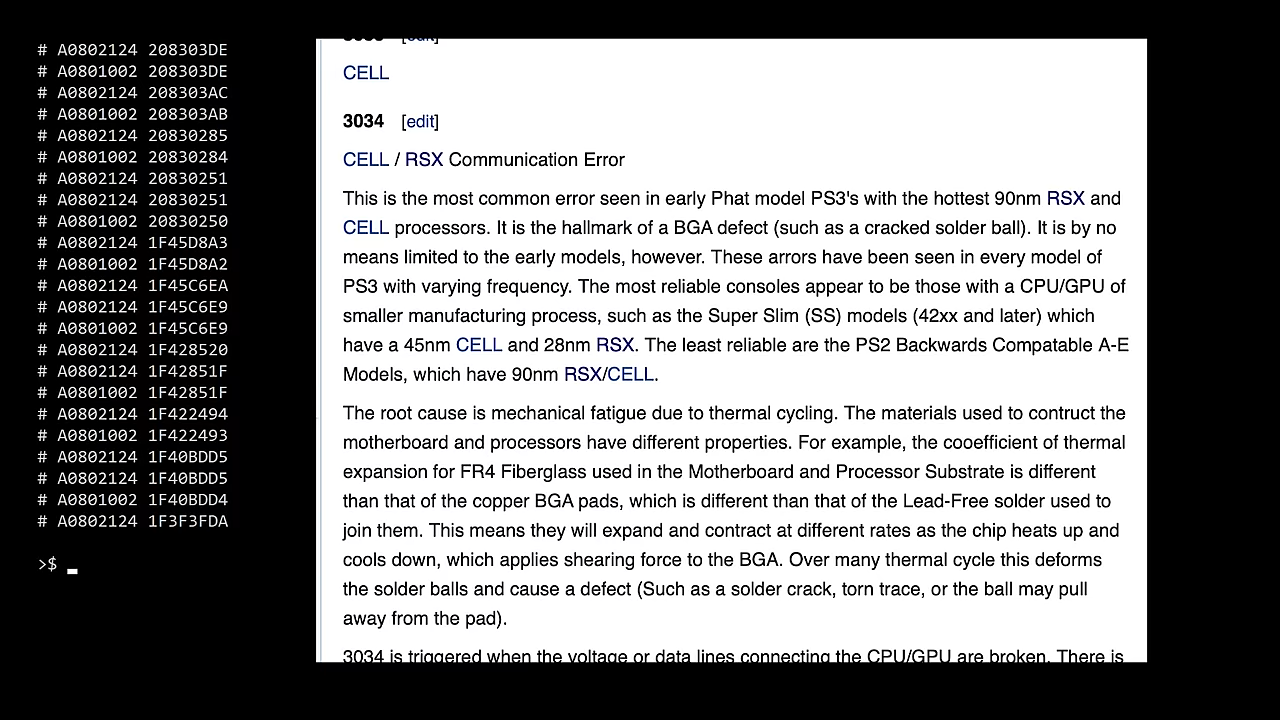 # A0802124 208303DE
# A0801002 208303DE
# A0802124 208303AC
# A0801002 208303AB
# A0802124 20830285
# A0801002 20830284
# A0802124 20830251
# A0802124 20830251
# A0801002 20830250
# A0802124 1F45D8A3
# A0801002 1F45D8A2
# A0802124 1F45C6EA
# A0802124 1F45C6E9
# A0801002 1F45C6E9
# A0802124 1F428520
# A0802124 1F42851F
# A0801002 1F42851F
# A0802124 1F422494
# A0801002 1F422493
# A0802124 1F40BDD5
# A0802124 1F40BDD5
# A0801002 1F40BDD4
# A0802124 1F3F3FDA
>$ _
[edit]
CELL
3034 [edit]
CELL / RSX Communication Error
This is the most common error seen in early Phat model PS3's with the hottest 90nm RSX and
CELL processors. It is the hallmark of a BGA defect (such as a cracked solder ball). It is by no
means limited to the early models, however. These arrors have been seen in every model of
PS3 with varying frequency. The most reliable consoles appear to be those with a CPU/GPU of
smaller manufacturing process, such as the Super Slim (SS) models (42xx and later) which
have a 45nm CELL and 28nm RSX. The least reliable are the PS2 Backwards Compatable A-E
Models, which have 90nm RSX/CELL.
The root cause is mechanical fatigue due to thermal cycling. The materials used to contruct the
motherboard and processors have different properties. For example, the cooefficient of thermal
expansion for FR4 Fiberglass used in the Motherboard and Processor Substrate is different
than that of the copper BGA pads, which is different than that of the Lead-Free solder used to
join them. This means they will expand and contract at different rates as the chip heats up and
cools down, which applies shearing force to the BGA. Over many thermal cycle this deforms
the solder balls and cause a defect (Such as a solder crack, torn trace, or the ball may pull
away from the pad).
3034 is triggered when the voltage or data lines connecting the CPU/GPU are broken. There is